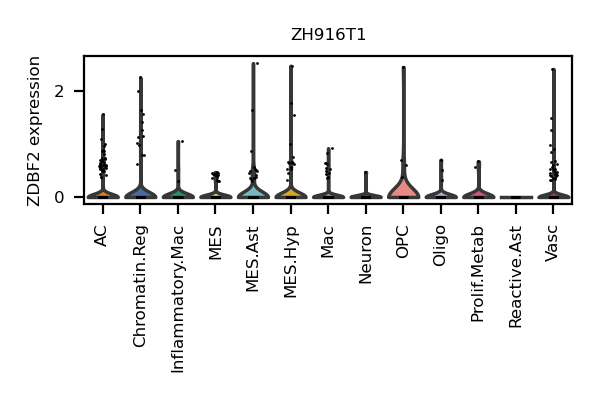 ZH916T1
ZDBF2 expression
2
0
AC
Chromatin.Reg
Inflammatory.Mac
MES
MES.Ast
MES.Hyp
Mac
Neuron
OPC
Oligo
Prolif.Metab
Reactive.Ast
Vasc